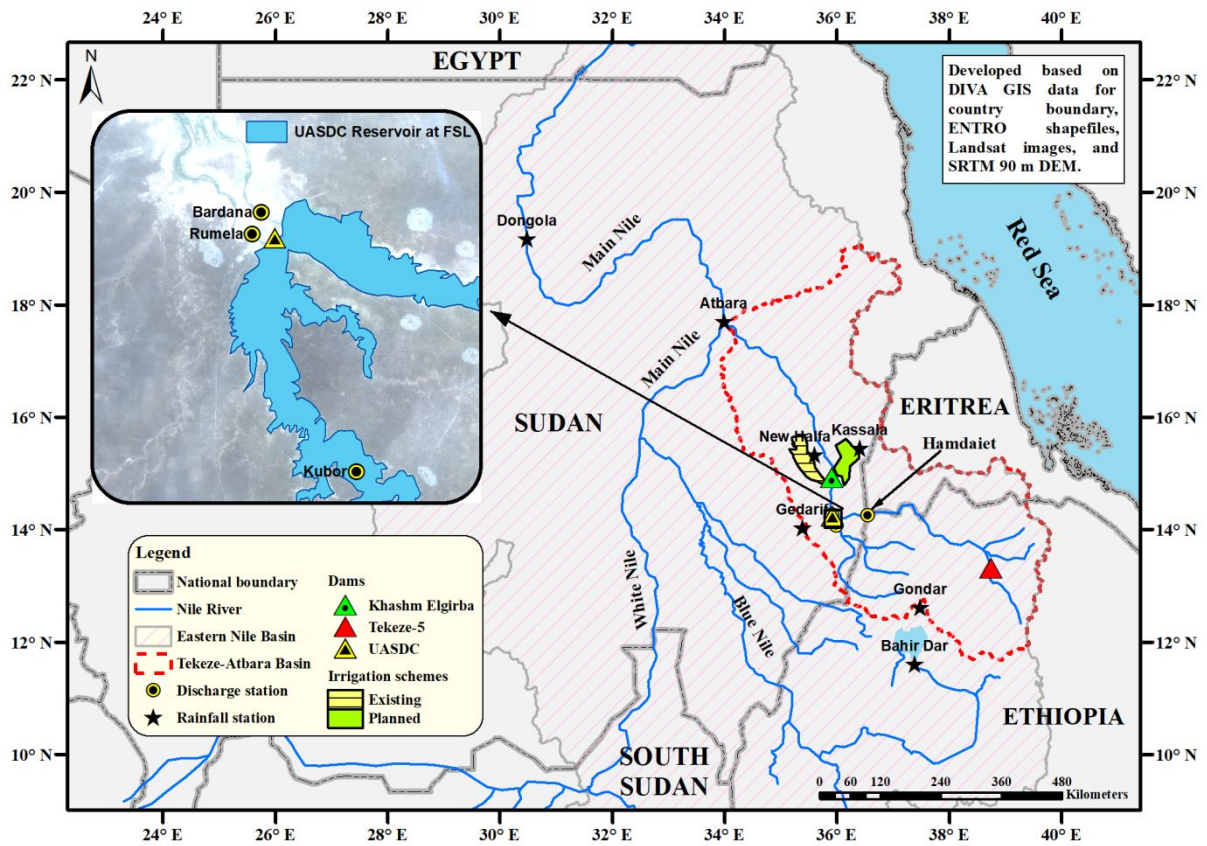 24° E 26° E 28° E 30° E 32° E 34° E 36° E 38° E 40° E
N
EGYPT
22° N
22° N
Developed based on
DIVA GIS data for
country boundary,
ENTRO shapefiles,
Landsat images, and
SRTM 90 m DEM.
UASDC Reservoir at FSL
Bardana
Rumela
Kubor
20° N
20° N
Dongola
Main Nile
Red Sea
18° N
18° N
Atbara
Main Nile
16° N
16° N
SUDAN
ERITREA
New Halfa
Kassala
Hamdaiet
14° N
14° N
Gedarif
Gondar
White Nile
Blue Nile
12° N
12° N
Bahir Dar
ETHIOPIA
10° N
10° N
SOUTH
SUDAN
Legend
National boundary
Nile River
Eastern Nile Basin
Tekeze-Atbara Basin
Discharge station
Rainfall station
Dams
Khashm Elgirba
Tekeze-5
UASDC
Irrigation schemes
Existing
Planned
0 60 120 240 360 480
Kilometers
24° E 26° E 28° E 30° E 32° E 34° E 36° E 38° E 40° E